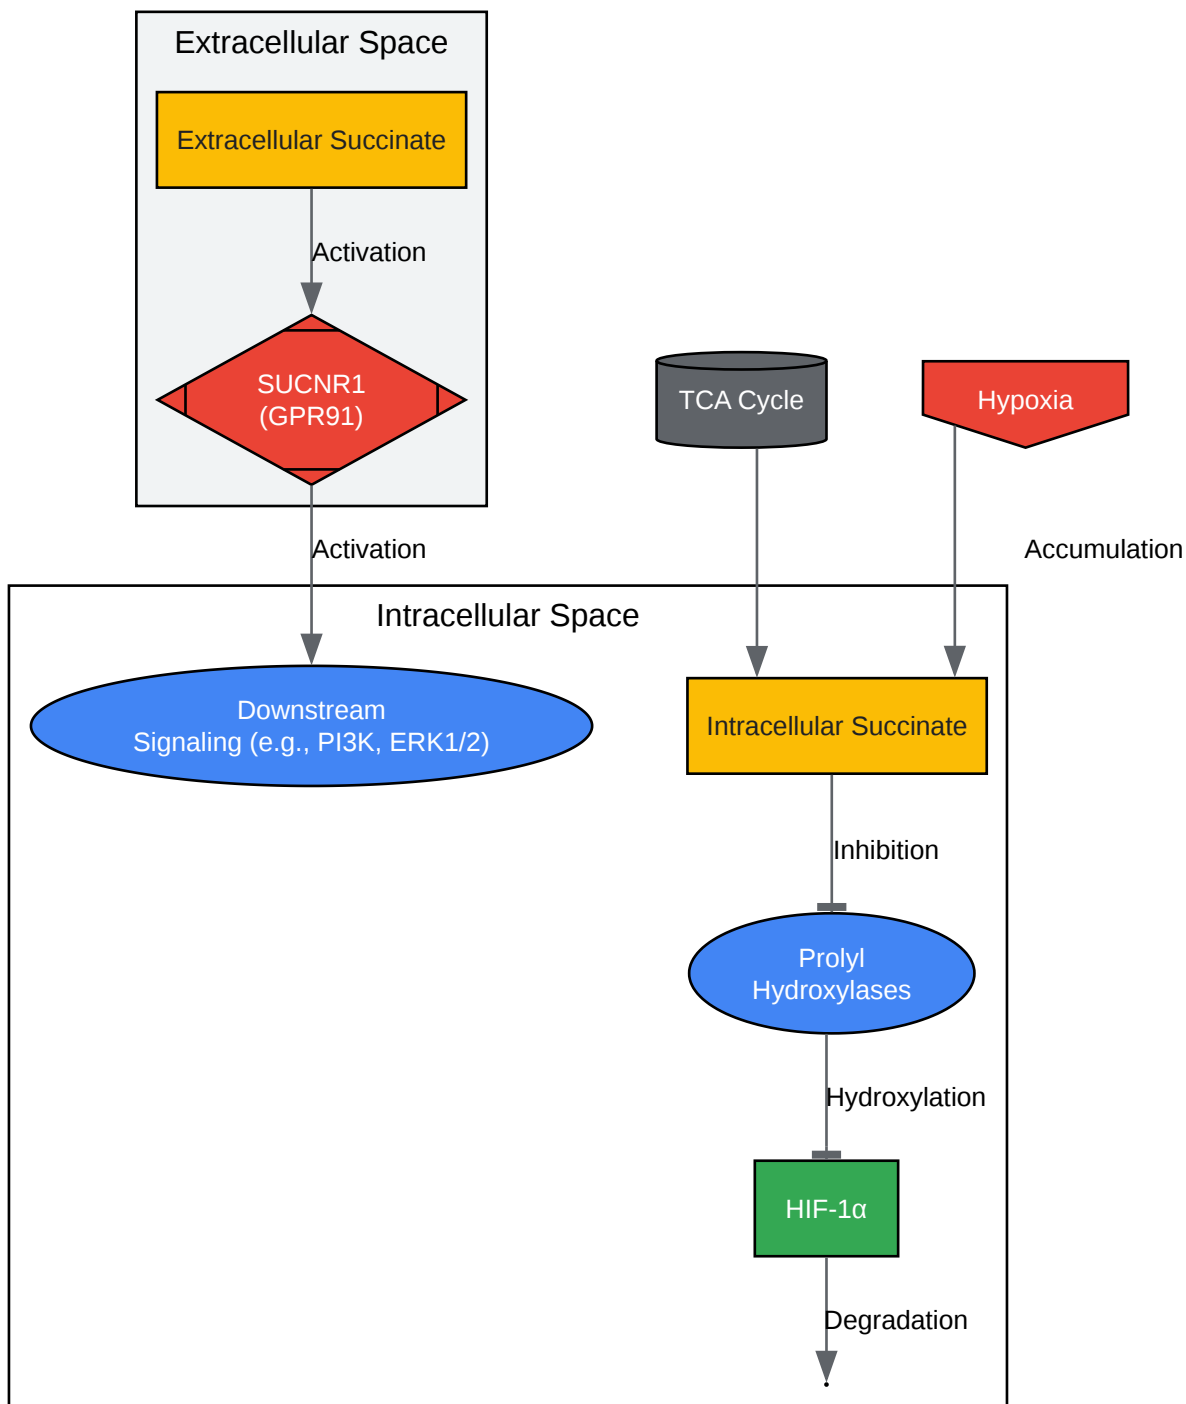 Extracellular Space
Extracellular Succinate
Activation
SUCNR1
(GPR91)
TCA Cycle
Hypoxia
Activation
Accumulation
Intracellular Space
Downstream
Signaling (e.g., PI3K, ERK1/2)
Intracellular Succinate
Inhibition
Prolyl
Hydroxylases
Hydroxylation
HIF-1α
Degradation